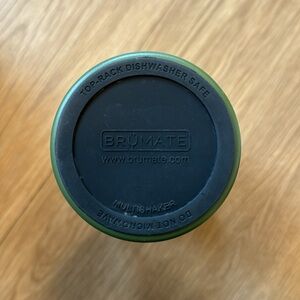 TOP-RACK DISHWASHER SAFE
BRÜMATE
www.brumate.com
MULTISHAKER
DO NOT MICROWAVE